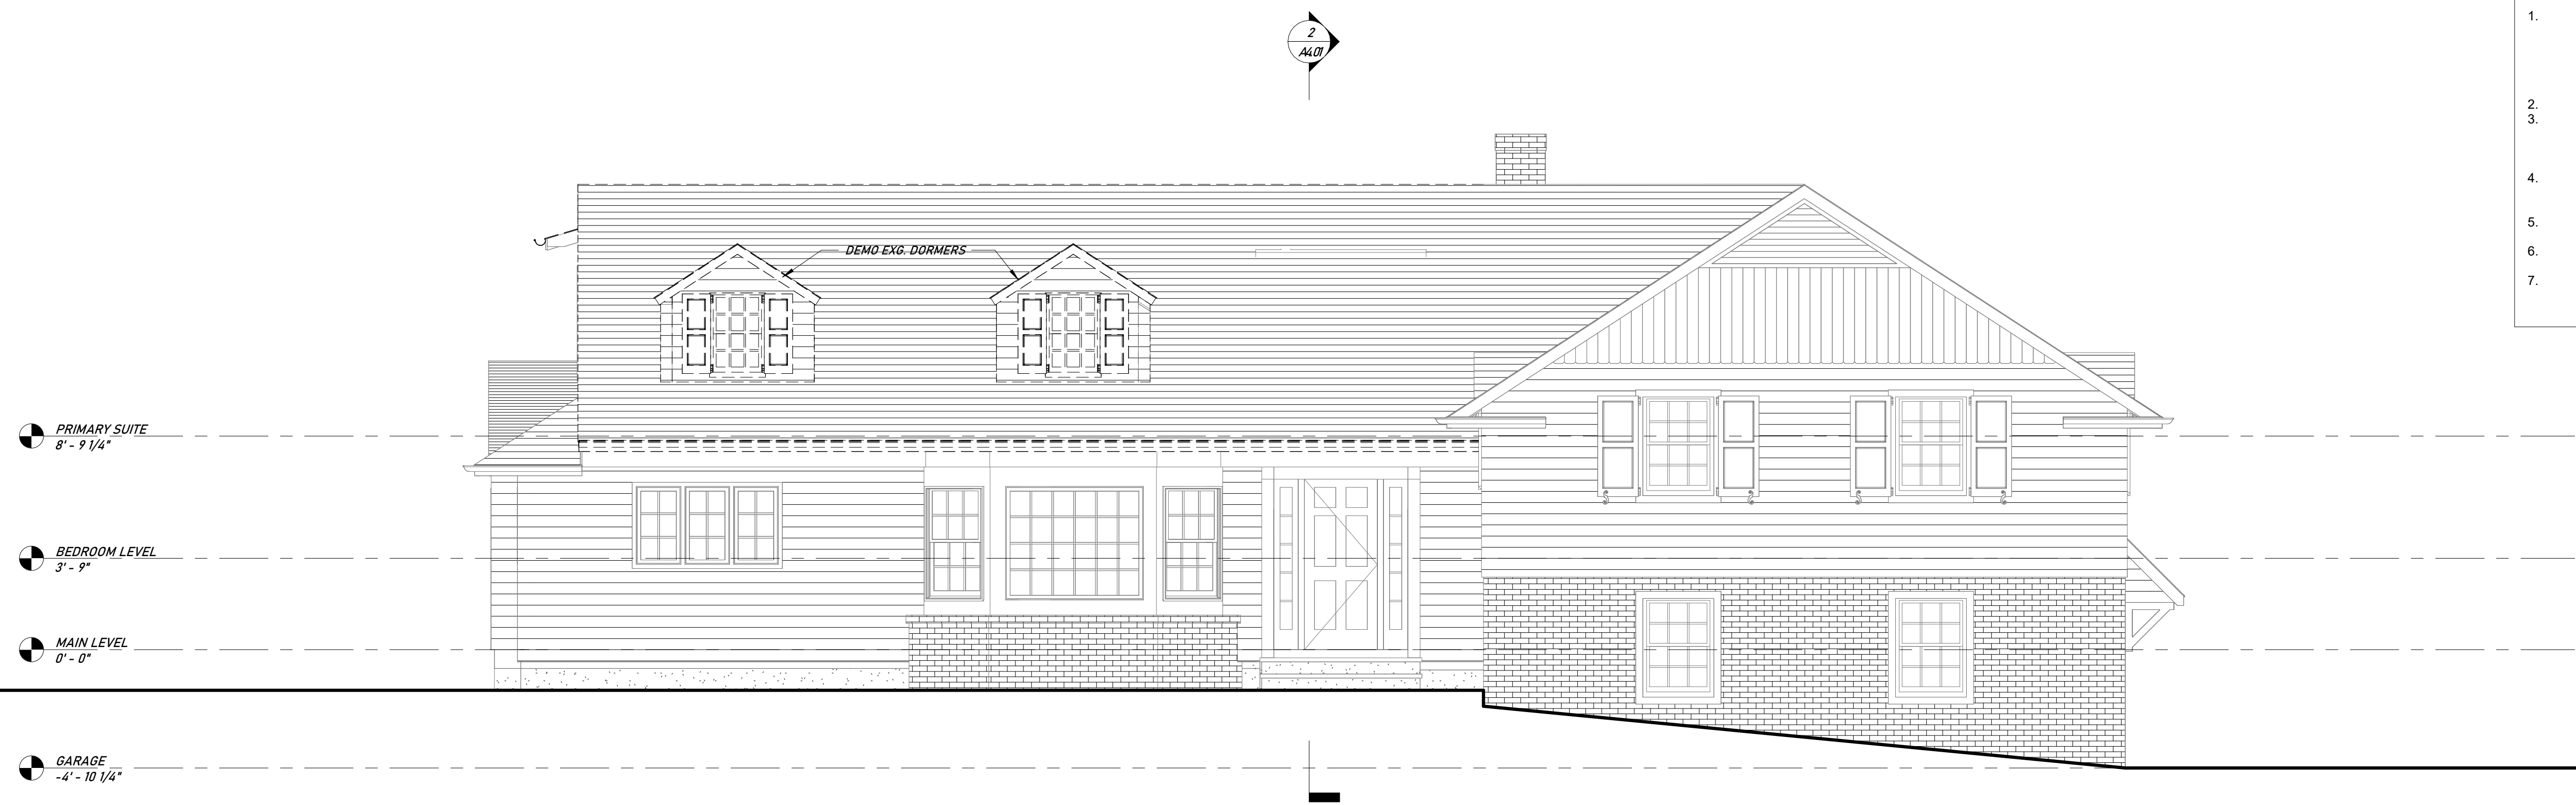 2
A4.01
1.
2.
3.
4.
5.
6.
7.
DEMO EXG. DORMERS
PRIMARY SUITE
8' - 9 1/4"
BEDROOM LEVEL
3' - 9"
MAIN LEVEL
0' - 0"
GARAGE
-4' - 10 1/4"